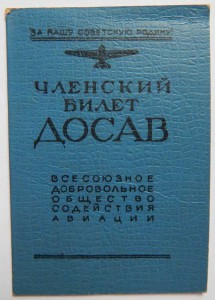 ЗА НАШУ СОВЕТСКУЮ РОДИНУ!
ЧЛЕНСКИЙ
БИЛЕТ
ДОСАВ
ВСЕСОЮЗНОЕ
ДОБРОВОЛЬНОЕ
ОБЩЕСТВО
СОДЕЙСТВИЯ
АВИАЦИИ